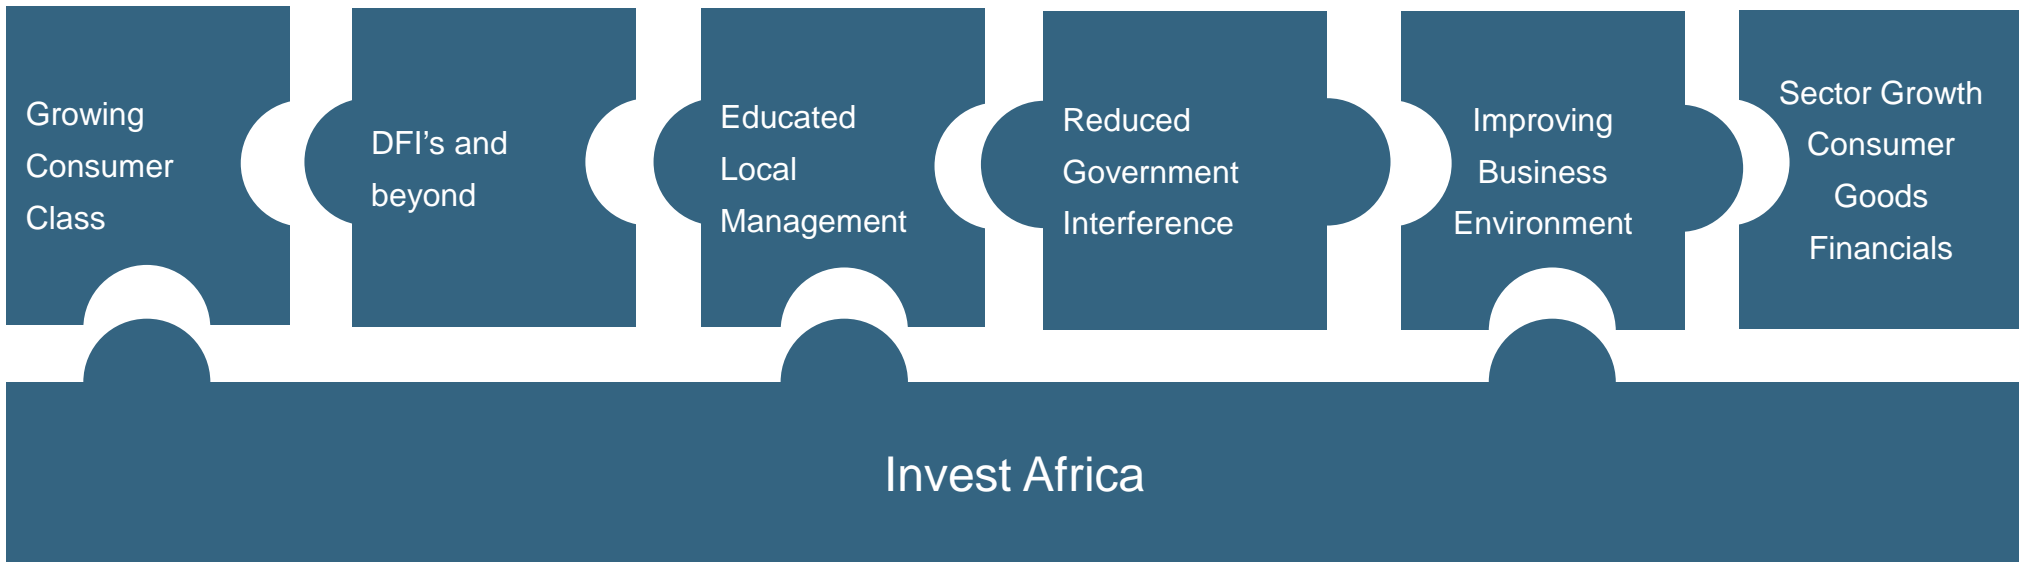 Growing
Consumer
Class
DFI’s and
beyond
Educated
Local
Management
Reduced
Government
Interference
Improving
Business
Environment
Sector Growth
Consumer
Goods
Financials
Invest Africa